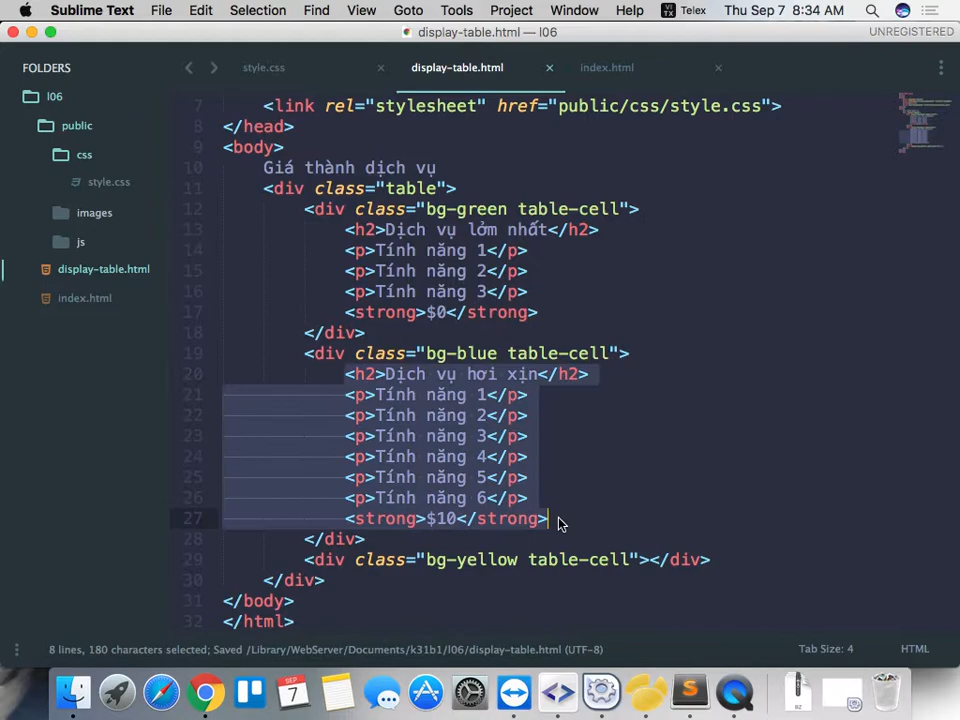 Sublime Text File Edit Selection Find View Goto Tools Project Window Help VI TX Telex Thu Sep 7 8:34 AM
display-table.html — l06 UNREGISTERED
FOLDERS
l06
public
css
style.css
images
js
display-table.html
index.html
style.css × display-table.html × index.html ×
7 <link rel="stylesheet" href="public/css/style.css">
8 </head>
9 <body>
10 Giá thành dịch vụ
11 <div class="table">
12 <div class="bg-green table-cell">
13 <h2>Dịch vụ lởm nhất</h2>
14 <p>Tính năng 1</p>
15 <p>Tính năng 2</p>
16 <p>Tính năng 3</p>
17 <strong>$0</strong>
18 </div>
19 <div class="bg-blue table-cell">
20 <h2>Dịch vụ hơi xịn</h2>
21 <p>Tính năng 1</p>
22 <p>Tính năng 2</p>
23 <p>Tính năng 3</p>
24 <p>Tính năng 4</p>
25 <p>Tính năng 5</p>
26 <p>Tính năng 6</p>
27 <strong>$10</strong>
28 </div>
29 <div class="bg-yellow table-cell"></div>
30 </div>
31 </body>
32 </html>
8 lines, 180 characters selected; Saved /Library/WebServer/Documents/k31b1/l06/display-table.html (UTF-8) Tab Size: 4 HTML
SEP
7